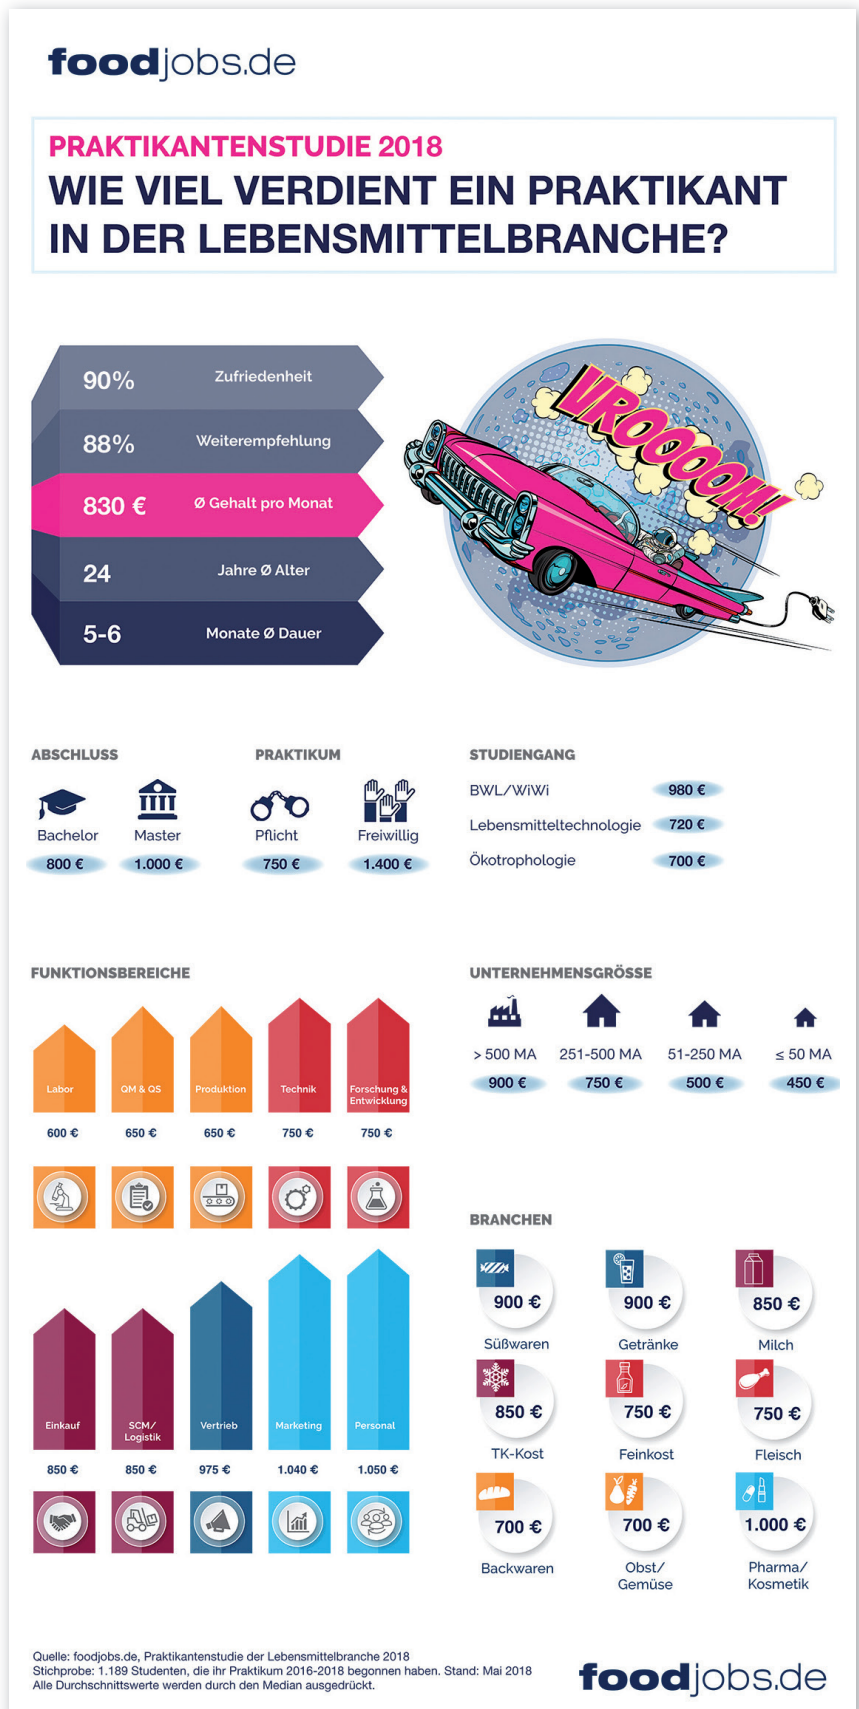 foodjobs.de
PRAKTIKANTENSTUDIE 2018
WIE VIEL VERDIENT EIN PRAKTIKANT
IN DER LEBENSMITTELBRANCHE?
90% Zufriedenheit
88% Weiterempfehlung
830 € Ø Gehalt pro Monat
24 Jahre Ø Alter
5-6 Monate Ø Dauer
VROOOOOM!
ABSCHLUSS
Bachelor Master
800 € 1.000 €
PRAKTIKUM
Pflicht Freiwillig
750 € 1.400 €
STUDIENGANG
BWL/WiWi 980 €
Lebensmitteltechnologie 720 €
Ökotrophologie 700 €
FUNKTIONSBEREICHE
Labor QM & QS Produktion Technik Forschung &
Entwicklung
600 € 650 € 650 € 750 € 750 €
Einkauf SCM/ Vertrieb Marketing Personal
Logistik
850 € 850 € 975 € 1.040 € 1.050 €
UNTERNEHMENSGRÖSSE
> 500 MA 251-500 MA 51-250 MA ≤ 50 MA
900 € 750 € 500 € 450 €
BRANCHEN
900 € 900 € 850 €
Süßwaren Getränke Milch
850 € 750 € 750 €
TK-Kost Feinkost Fleisch
700 € 700 € 1.000 €
Backwaren Obst/ Pharma/
Gemüse Kosmetik
Quelle: foodjobs.de, Praktikantenstudie der Lebensmittelbranche 2018
Stichprobe: 1.189 Studenten, die ihr Praktikum 2016-2018 begonnen haben. Stand: Mai 2018
Alle Durchschnittswerte werden durch den Median ausgedrückt.
foodjobs.de